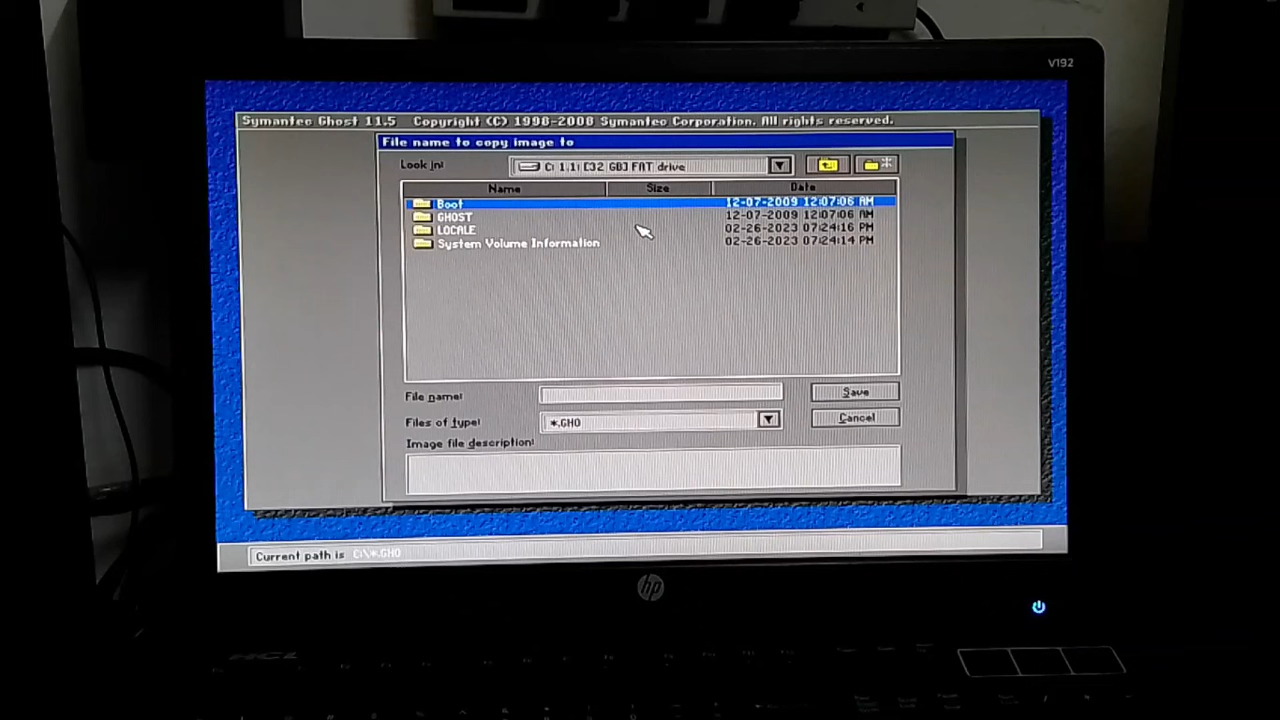 V192
Symantec Ghost 11.5 Copyright (C) 1998-2008 Symantec Corporation. All rights reserved.
File name to copy image to
Look in: C: 1.1: [32 GB] FAT drive
Name Size Date
Boot 12-07-2009 12:07:06 AM
GHOST 12-07-2009 12:07:06 AM
LOCALE 02-26-2023 07:24:16 PM
System Volume Information 02-26-2023 07:24:14 PM
File name: Save
Files of type: *.GHO Cancel
Image file description:
Current path is C:\*.GHO
hp
HCL